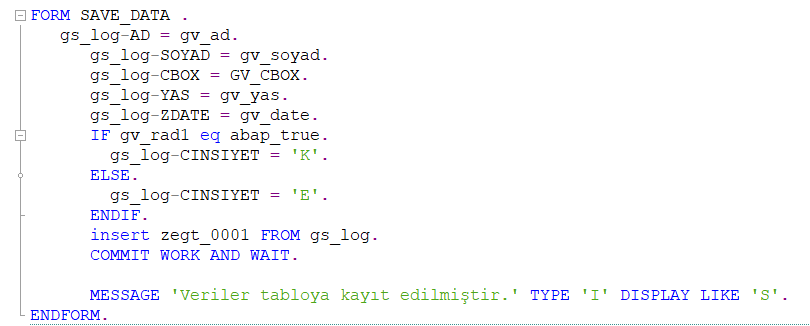 FORM SAVE_DATA .
gs_log-AD = gv_ad.
gs_log-SOYAD = gv_soyad.
gs_log-CBOX = GV_CBOX.
gs_log-YAS = gv_yas.
gs_log-ZDATE = gv_date.
IF gv_rad1 eq abap_true.
gs_log-CINSIYET = 'K'.
ELSE.
gs_log-CINSIYET = 'E'.
ENDIF.
insert zegt_0001 FROM gs_log.
COMMIT WORK AND WAIT.
MESSAGE 'Veriler tabloya kayıt edilmiştir.' TYPE 'I' DISPLAY LIKE 'S'.
ENDFORM.